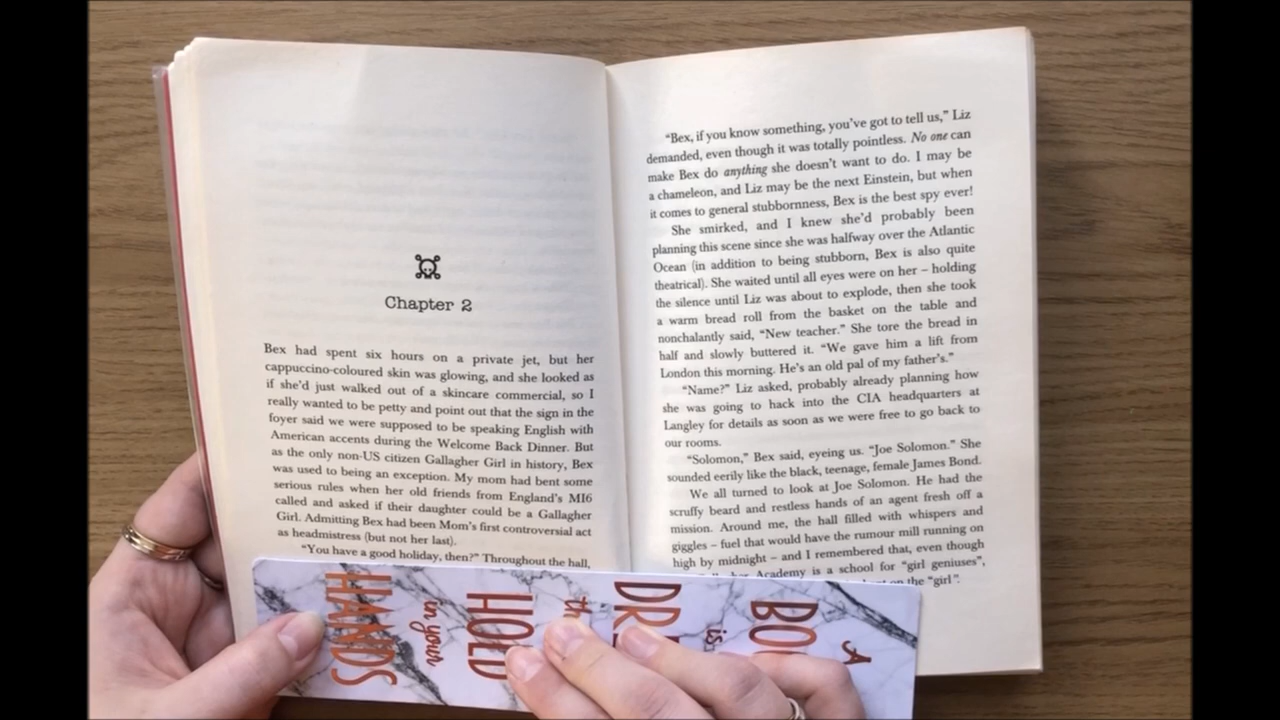 Chapter 2
Bex had spent six hours on a private jet, but her
cappuccino-coloured skin was glowing, and she looked as
if she'd just walked out of a skincare commercial, so I
really wanted to be petty and point out that the sign in the
foyer said we were supposed to be speaking English with
American accents during the Welcome Back Dinner. But
as the only non-US citizen Gallagher Girl in history, Bex
was used to being an exception. My mom had bent some
serious rules when her old friends from England's MI6
called and asked if their daughter could be a Gallagher
Girl. Admitting Bex had been Mom's first controversial act
as headmistress (but not her last).
“You have a good holiday, then?” Throughout the hall,
“Bex, if you know something, you've got to tell us,” Liz
demanded, even though it was totally pointless. No one can
make Bex do anything she doesn't want to do. I may be
a chameleon, and Liz may be the next Einstein, but when
it comes to general stubbornness, Bex is the best spy ever!
She smirked, and I knew she'd probably been
planning this scene since she was halfway over the Atlantic
Ocean (in addition to being stubborn, Bex is also quite
theatrical). She waited until all eyes were on her – holding
the silence until Liz was about to explode, then she took
a warm bread roll from the basket on the table and
nonchalantly said, “New teacher.” She tore the bread in
half and slowly buttered it. “We gave him a lift from
London this morning. He's an old pal of my father's.”
“Name?” Liz asked, probably already planning how
she was going to hack into the CIA headquarters at
Langley for details as soon as we were free to go back to
our rooms.
“Solomon,” Bex said, eyeing us. “Joe Solomon.” She
sounded eerily like the black, teenage, female James Bond.
We all turned to look at Joe Solomon. He had the
scruffy beard and restless hands of an agent fresh off a
mission. Around me, the hall filled with whispers and
giggles – fuel that would have the rumour mill running on
high by midnight – and I remembered that, even though
Academy is a school for “girl geniuses”,
on the “girl”.
A
is
HOLD
in your
HANDS